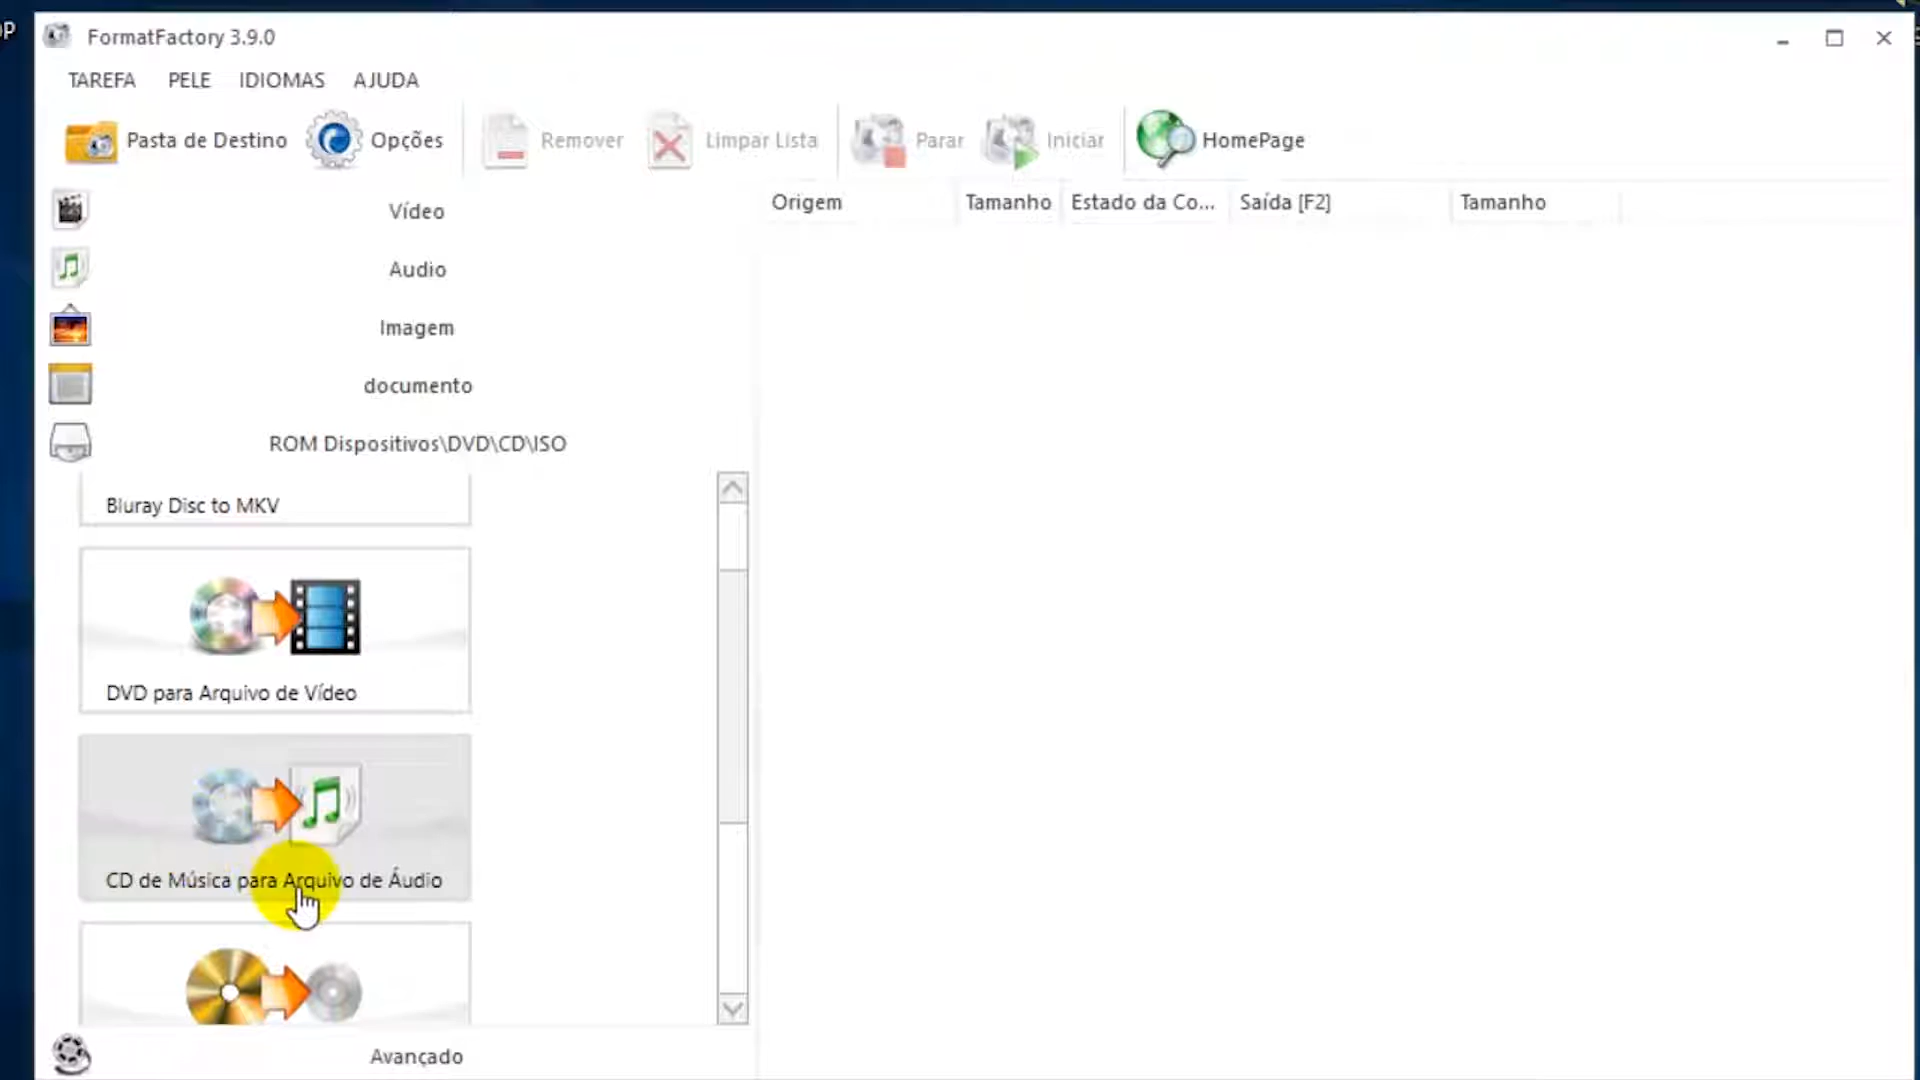 OP
FormatFactory 3.9.0
TAREFA PELE IDIOMAS AJUDA
Pasta de Destino Opções Remover Limpar Lista Parar Iniciar HomePage
Origem Tamanho Estado da Co... Saída [F2] Tamanho
Vídeo
Audio
Imagem
documento
ROM Dispositivos\DVD\CD\ISO
Bluray Disc to MKV
DVD para Arquivo de Vídeo
CD de Música para Arquivo de Áudio
Avançado